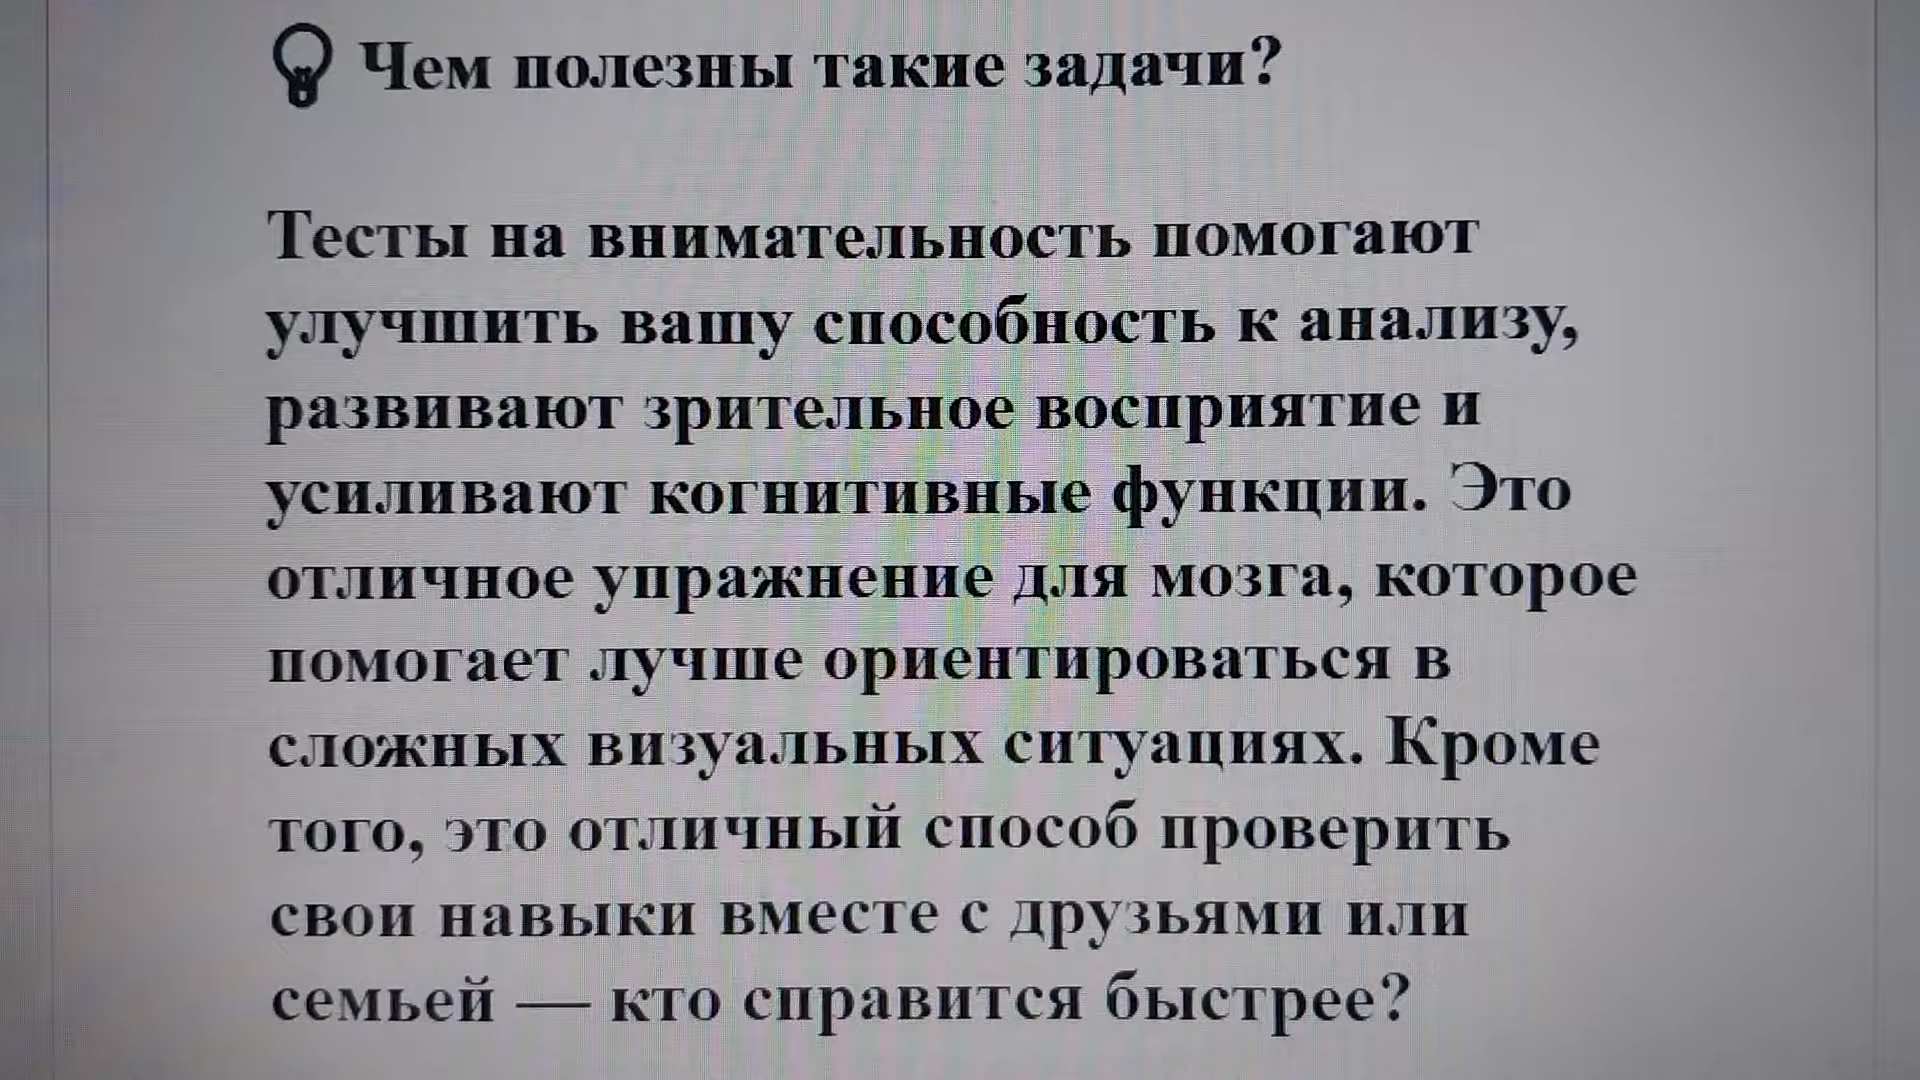 Чем полезны такие задачи?
Тесты на внимательность помогают
улучшить вашу способность к анализу,
развивают зрительное восприятие и
усиливают когнитивные функции. Это
отличное упражнение для мозга, которое
помогает лучше ориентироваться в
сложных визуальных ситуациях. Кроме
того, это отличный способ проверить
свои навыки вместе с друзьями или
семьей — кто справится быстрее?